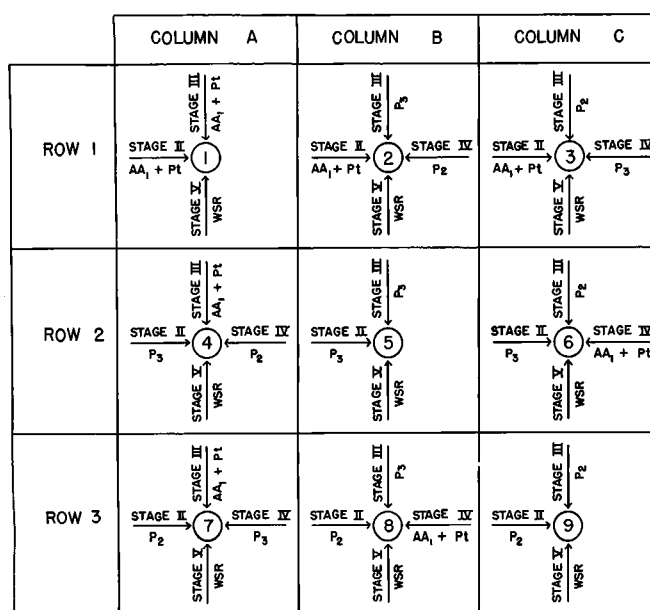 COLUMN A COLUMN B COLUMN C
ROW 1
STAGE III
AA₁ + Pt
STAGE II
AA₁ + Pt
1
STAGE V
WSR
STAGE III
P₃
STAGE II
AA₁ + Pt
2
STAGE IV
P₂
STAGE V
WSR
STAGE III
P₂
STAGE II
AA₁ + Pt
3
STAGE IV
P₃
STAGE V
WSR
ROW 2
STAGE III
AA₁ + Pt
STAGE II
P₃
4
STAGE IV
P₂
STAGE V
WSR
STAGE III
P₃
STAGE II
P₃
5
STAGE V
WSR
STAGE III
P₂
STAGE II
P₃
6
STAGE IV
AA₁ + Pt
STAGE V
WSR
ROW 3
STAGE III
AA₁ + Pt
STAGE II
P₂
7
STAGE IV
P₃
STAGE V
WSR
STAGE III
P₃
STAGE II
P₂
8
STAGE IV
AA₁ + Pt
STAGE V
WSR
STAGE III
P₂
STAGE II
P₂
9
STAGE V
WSR